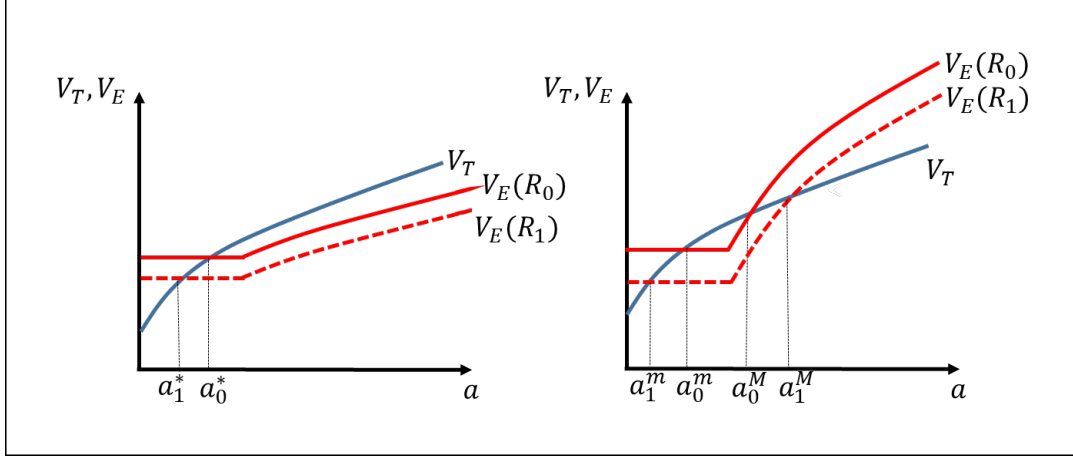 V_T, V_E
V_T
V_E(R_0)
V_E(R_1)
a_1^* a_0^* a
V_T, V_E
V_E(R_0)
V_E(R_1)
V_T
a_1^m a_0^m a_0^M a_1^M a